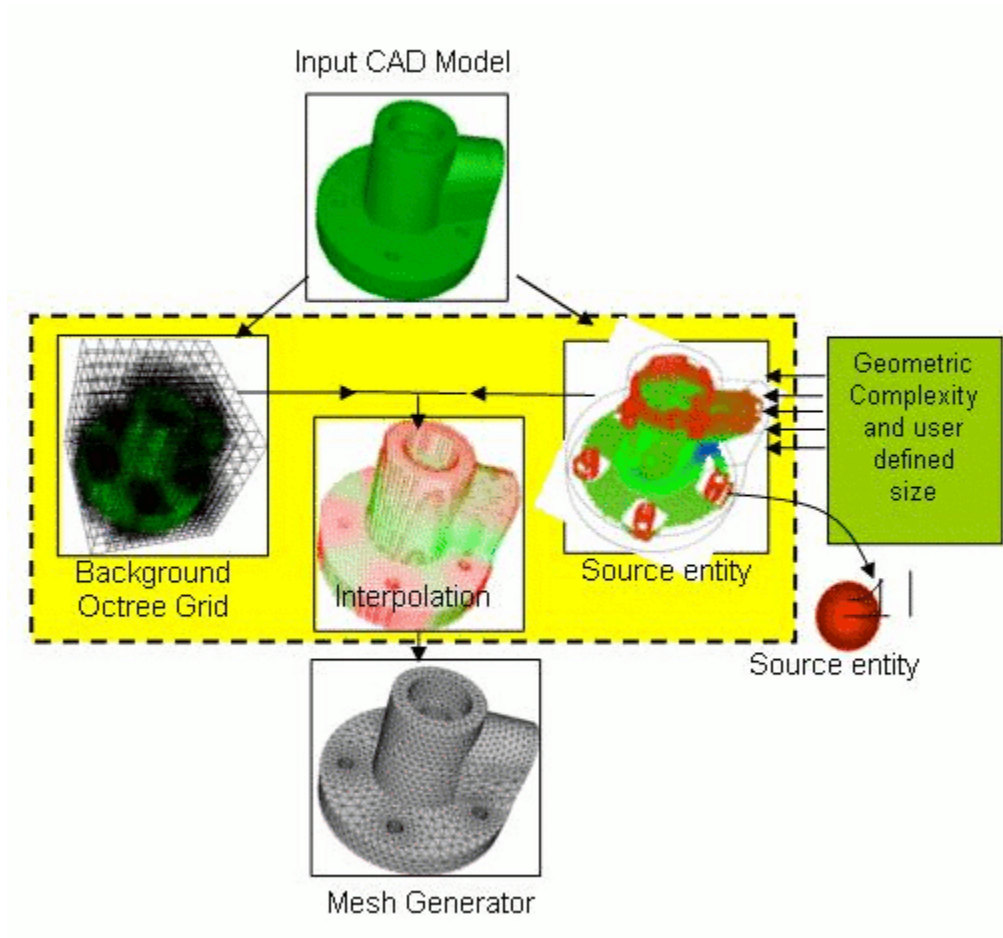 Input CAD Model
Geometric
Complexity
and user
defined
size
Background
Octree Grid
Interpolation
Source entity
Source entity
Mesh Generator